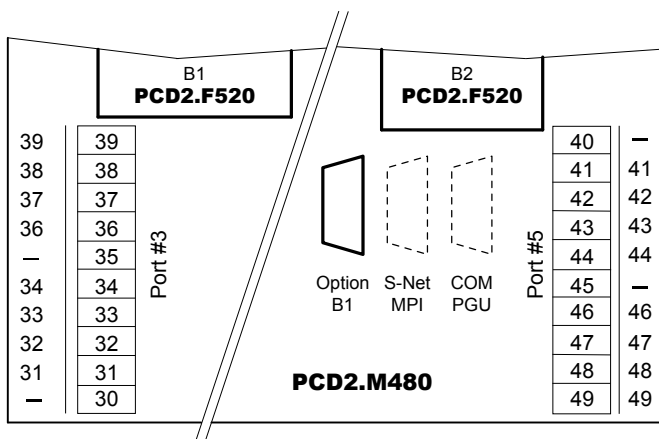 B1
PCD2.F520
B2
PCD2.F520
39 39
38 38
37 37
36 36
– 35
34 34
33 33
32 32
31 31
– 30
Port #3
Option
B1
S-Net
MPI
COM
PGU
Port #5
40 –
41 41
42 42
43 43
44 44
45 –
46 46
47 47
48 48
49 49
PCD2.M480